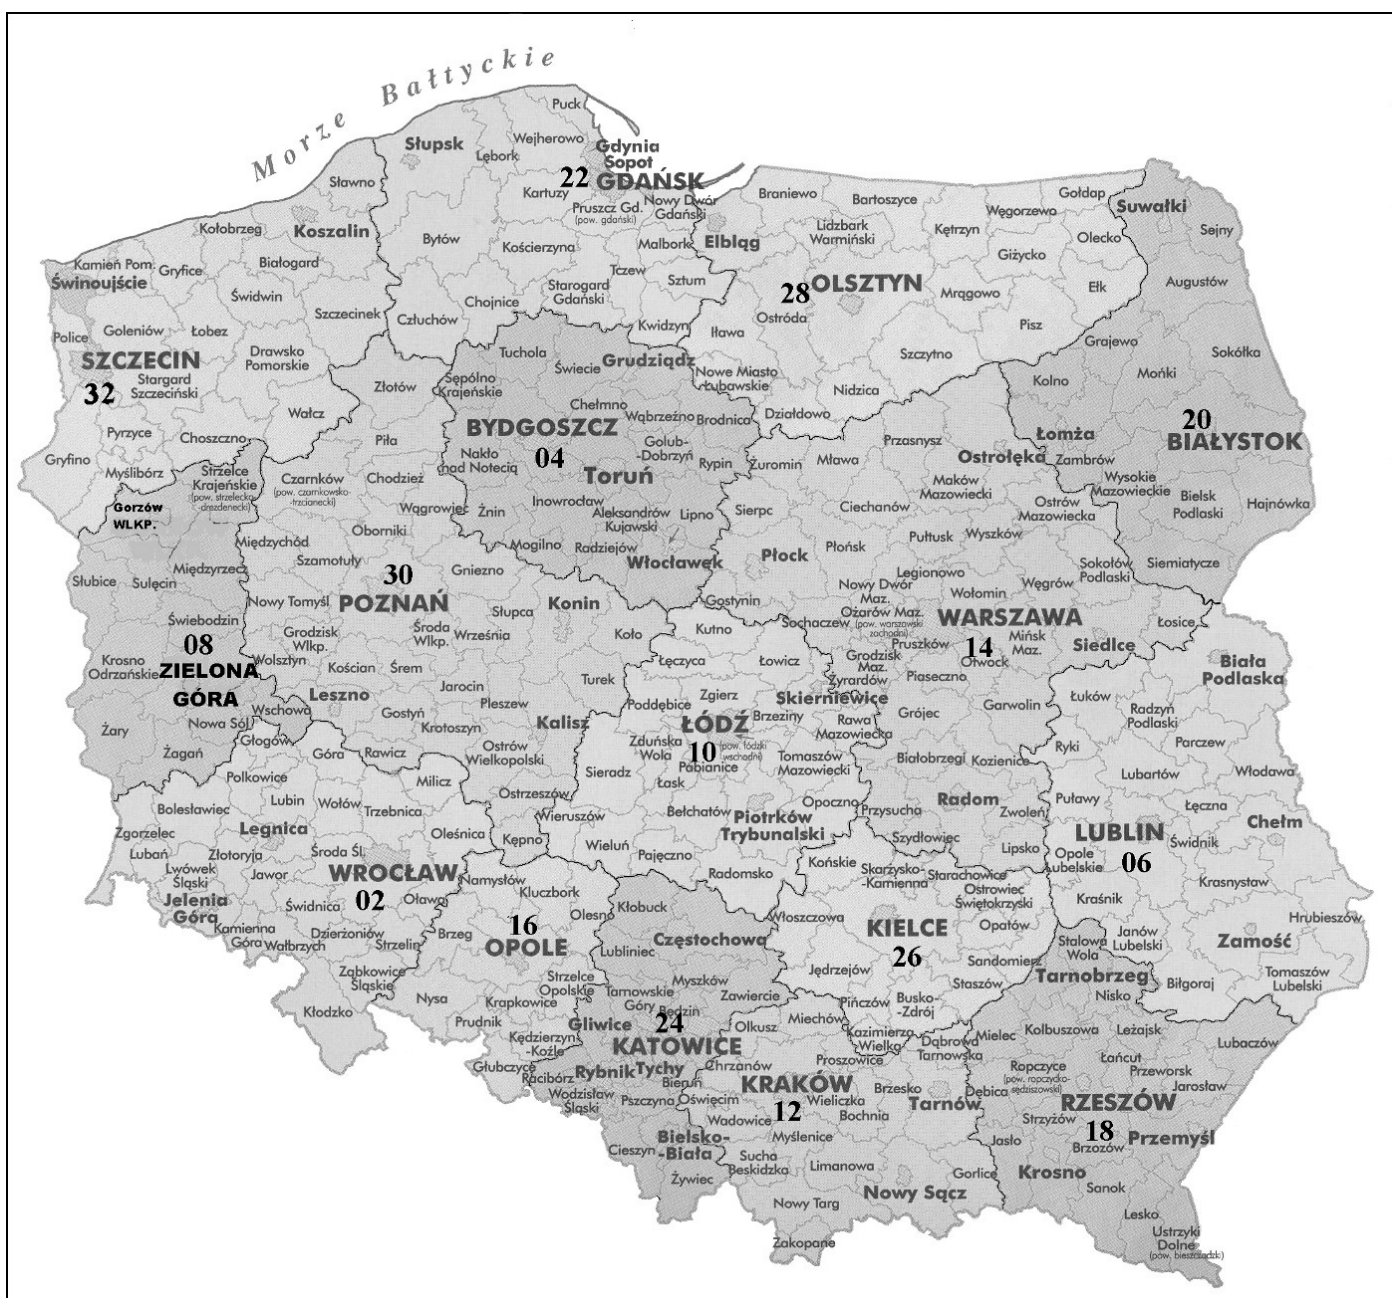 Morze Bałtyckie
Puck
Słupsk
Wejherowo
Lębork
Gdynia
Sopot
22 GDAŃSK
Sławno
Kartuzy
Pruszcz Gd.
(pow. gdański)
Nowy Dwór
Gdański
Braniewo
Bartoszyce
Gołdap
Węgorzewo
Suwałki
Sejny
Kołobrzeg
Koszalin
Bytów
Kościerzyna
Malbork
Elbląg
Lidzbark
Warmiński
Kętrzyn
Olecko
Giżycko
Kamień Pom.
Gryfice
Świnoujście
Białogard
Świdwin
Tczew
Sztum
Starogard
Gdański
28 OLSZTYN
Mrągowo
Ełk
Augustów
Chojnice
Człuchów
Kwidzyn
Iława
Ostróda
Pisz
Szczecinek
Goleniów
Łobez
Police
SZCZECIN
32
Stargard
Szczeciński
Drawsko
Pomorskie
Tuchola
Świecie
Grudziądz
Szczytno
Grajewo
Sokółka
Mońki
Kolno
Złotów
Sępólno
Krajeńskie
Nowe Miasto
Lubawskie
Nidzica
Działdowo
Wałcz
Chełmno
Wąbrzeźno
Brodnica
BYDGOSZCZ
04
20
BIAŁYSTOK
Pyrzyce
Choszczno
Gryfino
Myślibórz
Piła
Nakło
nad Notecią
Toruń
Golub-
-Dobrzyń
Rypin
Żuromin
Mława
Przasnysz
Ostrołęka
Łomża
Zambrów
Wysokie
Mazowieckie
Strzelce
Krajeńskie
(pow. strzelecko-
-drezdenecki)
Czarnków
(pow. czarnkowsko-
-trzcianecki)
Chodzież
Wągrowiec
Żnin
Inowrocław
Aleksandrów
Kujawski
Lipno
Sierpc
Ciechanów
Maków
Mazowiecki
Ostrów
Mazowiecka
Bielsk
Podlaski
Hajnówka
Gorzów
WLKP.
Oborniki
Międzychód
Szamotuły
Mogilno
Radziejów
Włocławek
Płock
Płońsk
Pułtusk
Wyszków
Sokołów
Podlaski
Siemiatycze
Słubice
Sulęcin
Międzyrzecz
30
POZNAŃ
Gniezno
Nowy Tomyśl
Słupca
Konin
Gostynin
Nowy Dwór
Maz.
Legionowo
Wołomin
Węgrów
Świebodzin
Grodzisk
Wlkp.
Środa
Wlkp.
Września
Koło
Kutno
Sochaczew
Ożarów Maz.
(pow. warszawski
zachodni)
WARSZAWA
14
Mińsk
Maz.
Siedlce
Łosice
08
ZIELONA
GÓRA
Krosno
Odrzańskie
Wolsztyn
Kościan
Śrem
Turek
Łęczyca
Łowicz
Pruszków
Grodzisk
Maz.
Otwock
Żyrardów
Piaseczno
Biała
Podlaska
Leszno
Jarocin
Pleszew
Gostyń
Krotoszyn
Kalisz
Poddębice
Zgierz
Skierniewice
Brzeziny
Rawa
Mazowiecka
Grójec
Garwolin
Łuków
Radzyń
Podlaski
Parczew
Wschowa
Nowa Sól
Żary
Żagań
Głogów
Góra
Rawicz
Ostrów
Wielkopolski
ŁÓDŹ
10
(pow. łódzki
wschodni)
Zduńska
Wola
Pabianice
Sieradz
Łask
Tomaszów
Mazowiecki
Białobrzegi
Kozienice
Ryki
Lubartów
Włodawa
Polkowice
Milicz
Ostrzeszów
Bolesławiec
Lubin
Wołów
Trzebnica
Wieruszów
Bełchatów
Piotrków
Trybunalski
Opoczno
Przysucha
Radom
Zwoleń
Puławy
Łęczna
LUBLIN
06
Świdnik
Chełm
Zgorzelec
Legnica
Oleśnica
Kępno
Wieluń
Pajęczno
Radomsko
Szydłowiec
Lipsko
Opole
Lubelskie
Lubań
Lwówek
Śląski
Złotoryja
Środa Śl.
Jawor
WROCŁAW
02
Namysłów
Kluczbork
Końskie
Skarżysko-
-Kamienna
Starachowice
Ostrowiec
Świętokrzyski
Kraśnik
Krasnystaw
Hrubieszów
Jelenia
Góra
Świdnica
Oława
Olesno
Kłobuck
Włoszczowa
KIELCE
26
Opatów
Kamienna
Góra
Wałbrzych
Dzierżoniów
Strzelin
Brzeg
16
OPOLE
Lubliniec
Częstochowa
Stalowa
Wola
Janów
Lubelski
Zamość
Jędrzejów
Sandomierz
Tarnobrzeg
Ząbkowice
Śląskie
Kłodzko
Nysa
Strzelce
Opolskie
Krapkowice
Prudnik
Tarnowskie
Góry
Myszków
Zawiercie
Będzin
Pińczów
Busko-
-Zdrój
Staszów
Nisko
Biłgoraj
Tomaszów
Lubelski
Gliwice
24
KATOWICE
Olkusz
Miechów
Kazimierza
Wielka
Dąbrowa
Tarnowska
Mielec
Kolbuszowa
Leżajsk
Lubaczów
Kędzierzyn
-Koźle
Głubczyce
Racibórz
Rybnik
Tychy
Bieruń
Chrzanów
Proszowice
Łańcut
Przeworsk
Ropczyce
(pow. ropczycko-
-sędziszowski)
Jarosław
Wodzisław
Śląski
Pszczyna
Oświęcim
KRAKÓW
12
Wieliczka
Bochnia
Brzesko
Tarnów
Dębica
RZESZÓW
18
Wadowice
Myślenice
Strzyżów
Brzozów
Przemyśl
Cieszyn
Bielsko-
-Biała
Żywiec
Sucha
Beskidzka
Limanowa
Gorlice
Jasło
Krosno
Sanok
Nowy Targ
Nowy Sącz
Zakopane
Lesko
Ustrzyki
Dolne
(pow. bieszczadzki)